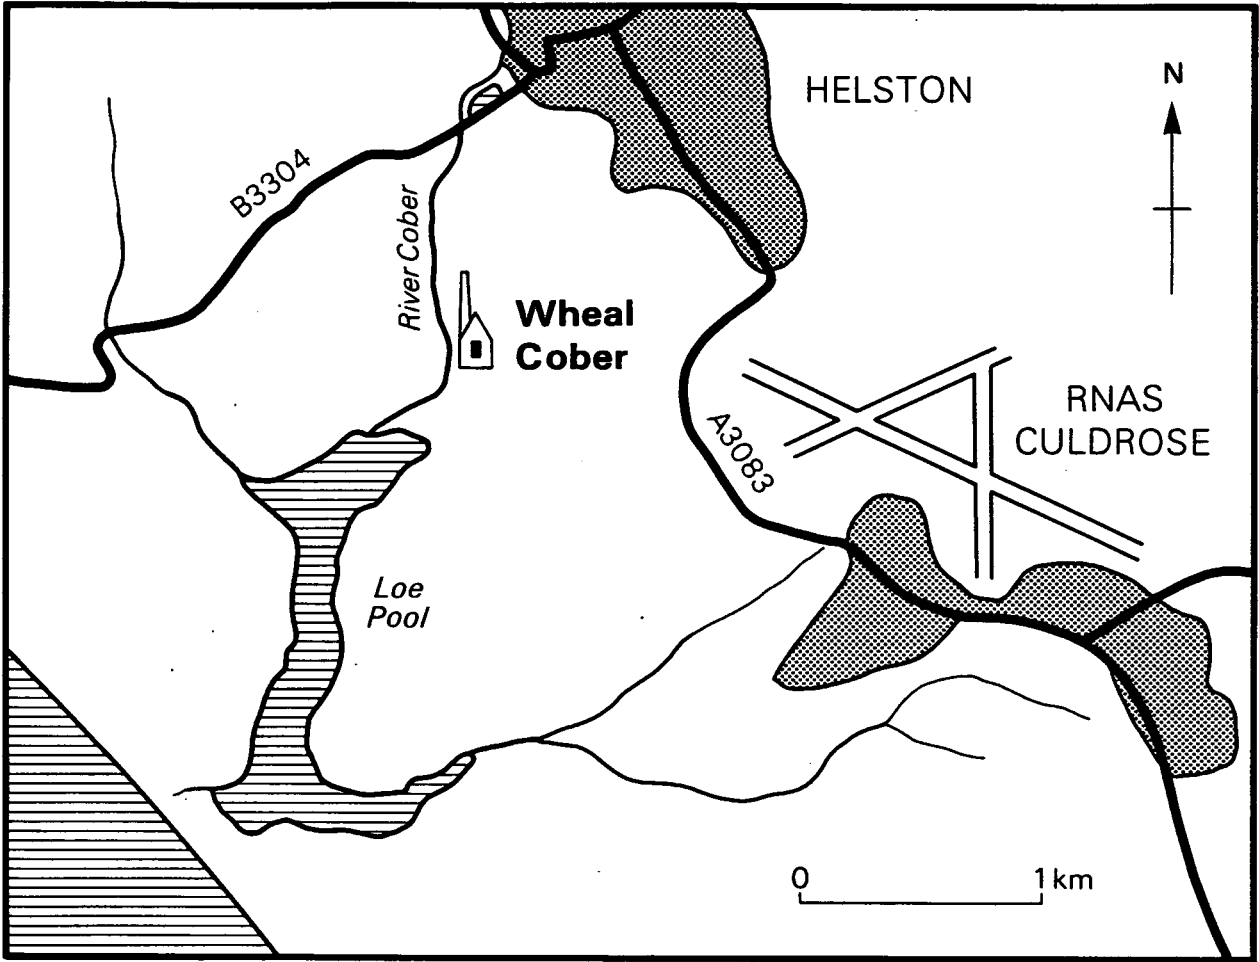 HELSTON
N
B3304
River Cober
Wheal
Cober
RNAS
CULDROSE
A3083
Loe
Pool
0
1 km